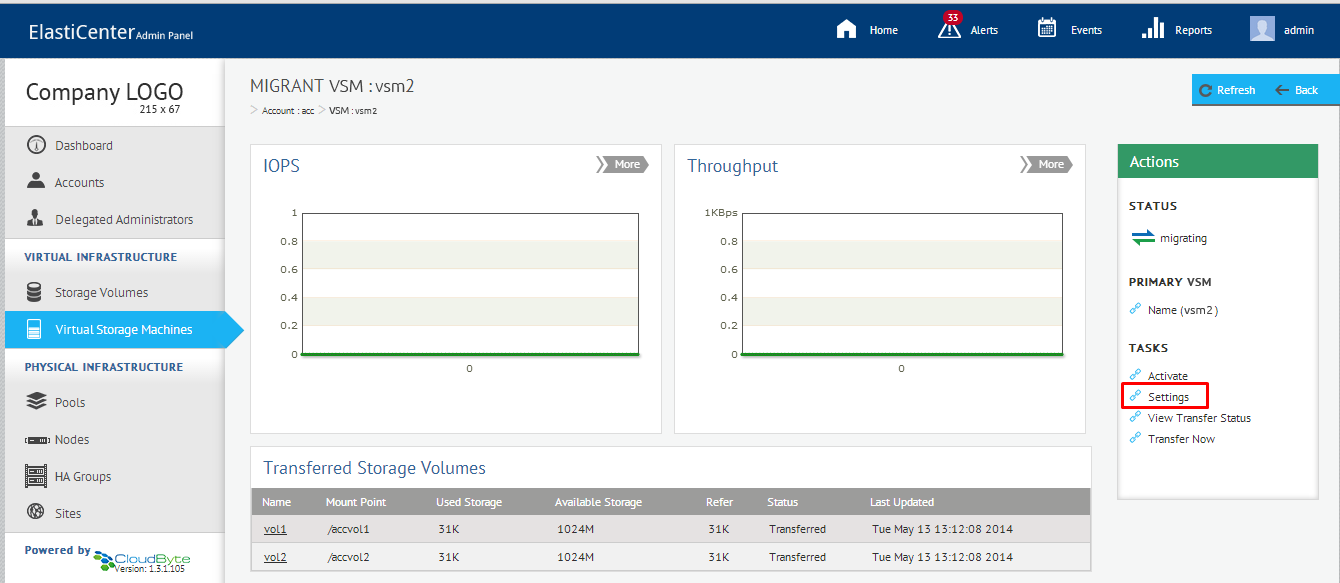 ElastiCenter Admin Panel
Home
33
Alerts
Events
Reports
admin
Company LOGO
215 x 67
Dashboard
Accounts
Delegated Administrators
VIRTUAL INFRASTRUCTURE
Storage Volumes
Virtual Storage Machines
PHYSICAL INFRASTRUCTURE
Pools
Nodes
HA Groups
Sites
Powered by CloudByte
Version: 1.3.1.105
MIGRANT VSM : vsm2
> Account : acc > VSM : vsm2
Refresh
Back
IOPS
More
1
0.8
0.6
0.4
0.2
0
0
Throughput
More
1KBps
0.8
0.6
0.4
0.2
0
0
Transferred Storage Volumes
Name Mount Point Used Storage Available Storage Refer Status Last Updated
vol1 /accvol1 31K 1024M 31K Transferred Tue May 13 13:12:08 2014
vol2 /accvol2 31K 1024M 31K Transferred Tue May 13 13:12:08 2014
Actions
STATUS
migrating
PRIMARY VSM
Name (vsm2)
TASKS
Activate
Settings
View Transfer Status
Transfer Now